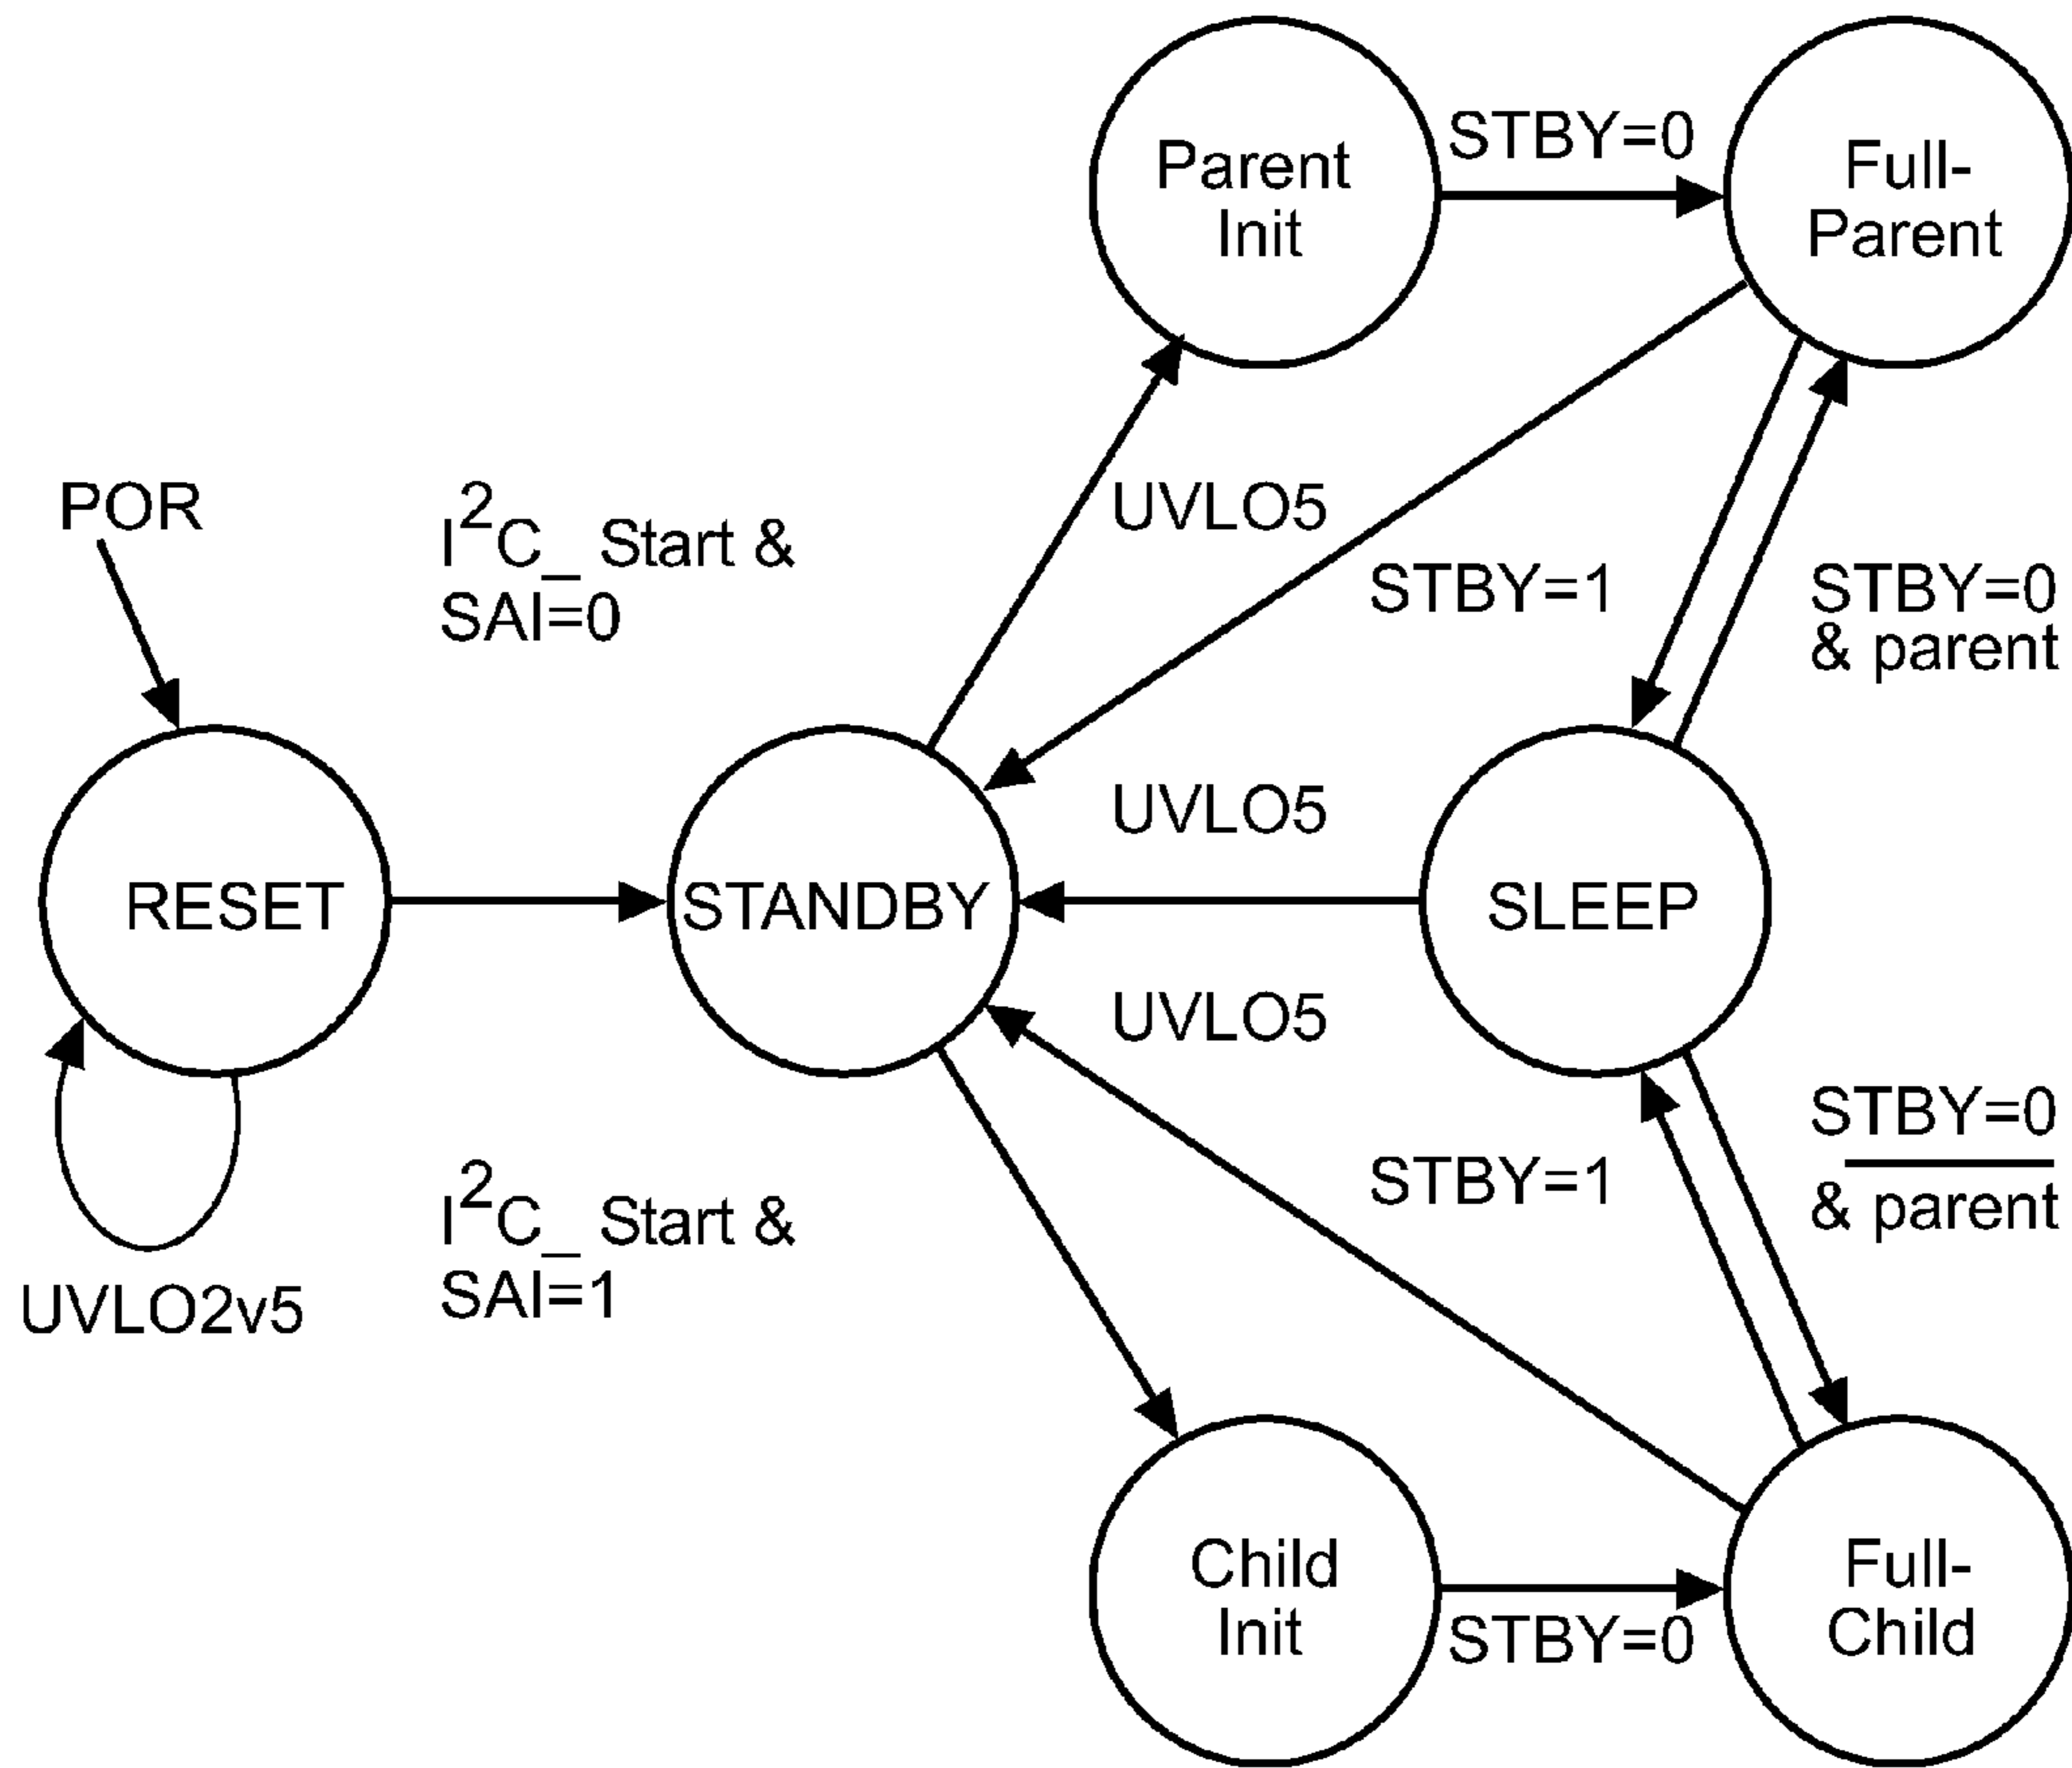 Parent
Init
STBY=0
Full-
Parent
POR
I²C_ Start &
SAI=0
UVLO5
STBY=1
STBY=0
& parent
UVLO5
RESET
STANDBY
SLEEP
UVLO5
STBY=1
STBY=0
& parent
I²C_ Start &
SAI=1
UVLO2v5
Child
Init
STBY=0
Full-
Child